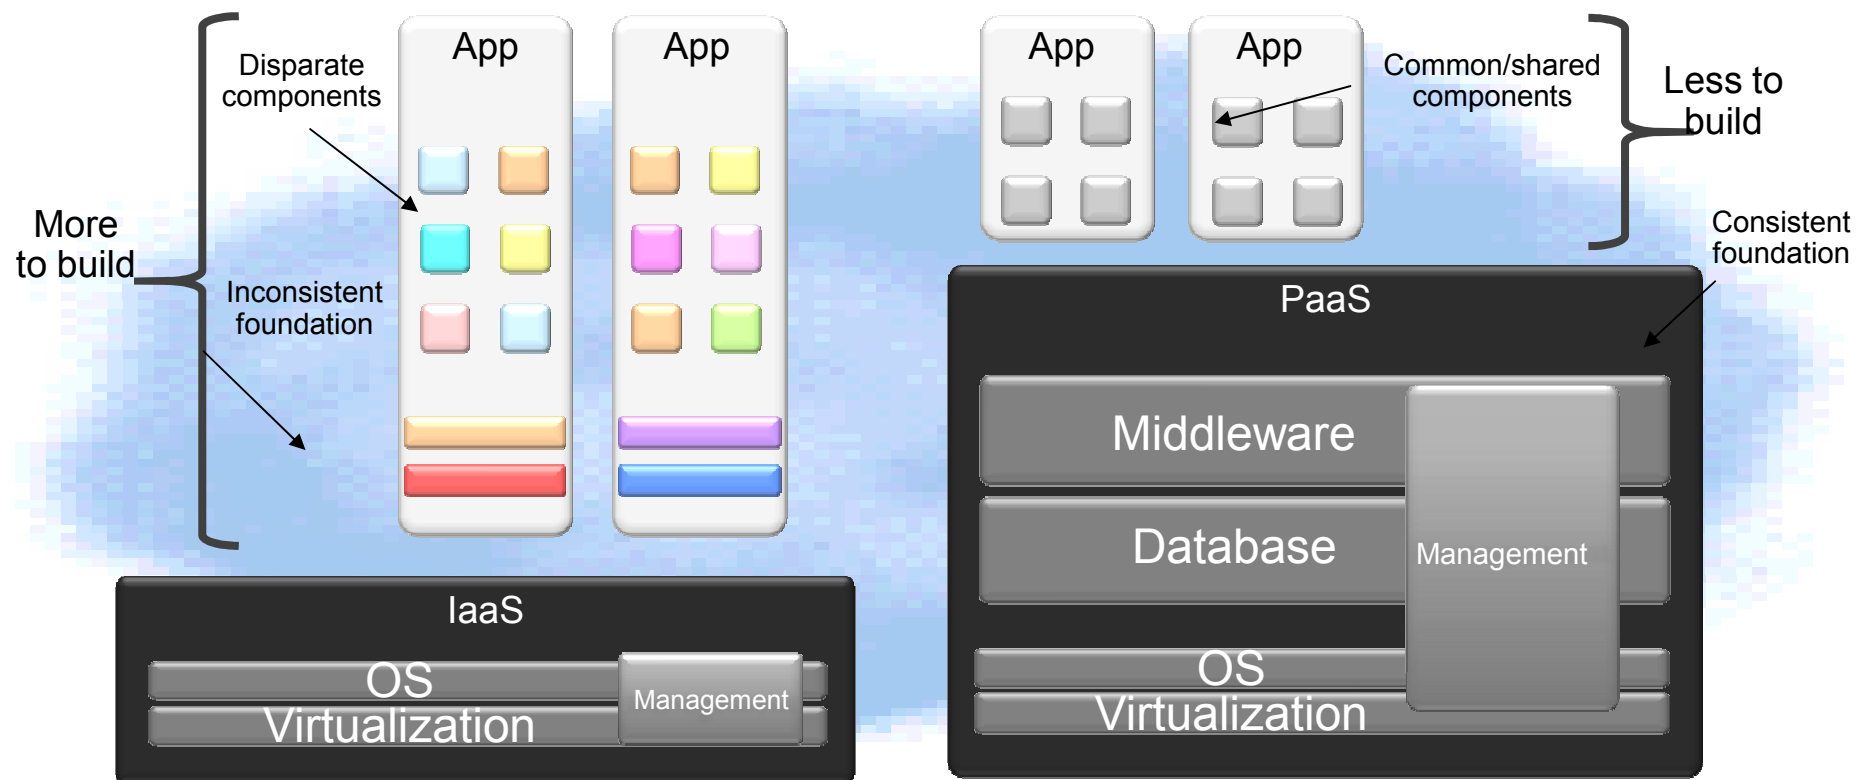 App
App
Disparate
components
More
to build
Inconsistent
foundation
IaaS
OS
Virtualization
Management
App
App
Common/shared
components
Less to
build
Consistent
foundation
PaaS
Middleware
Database
Management
OS
Virtualization